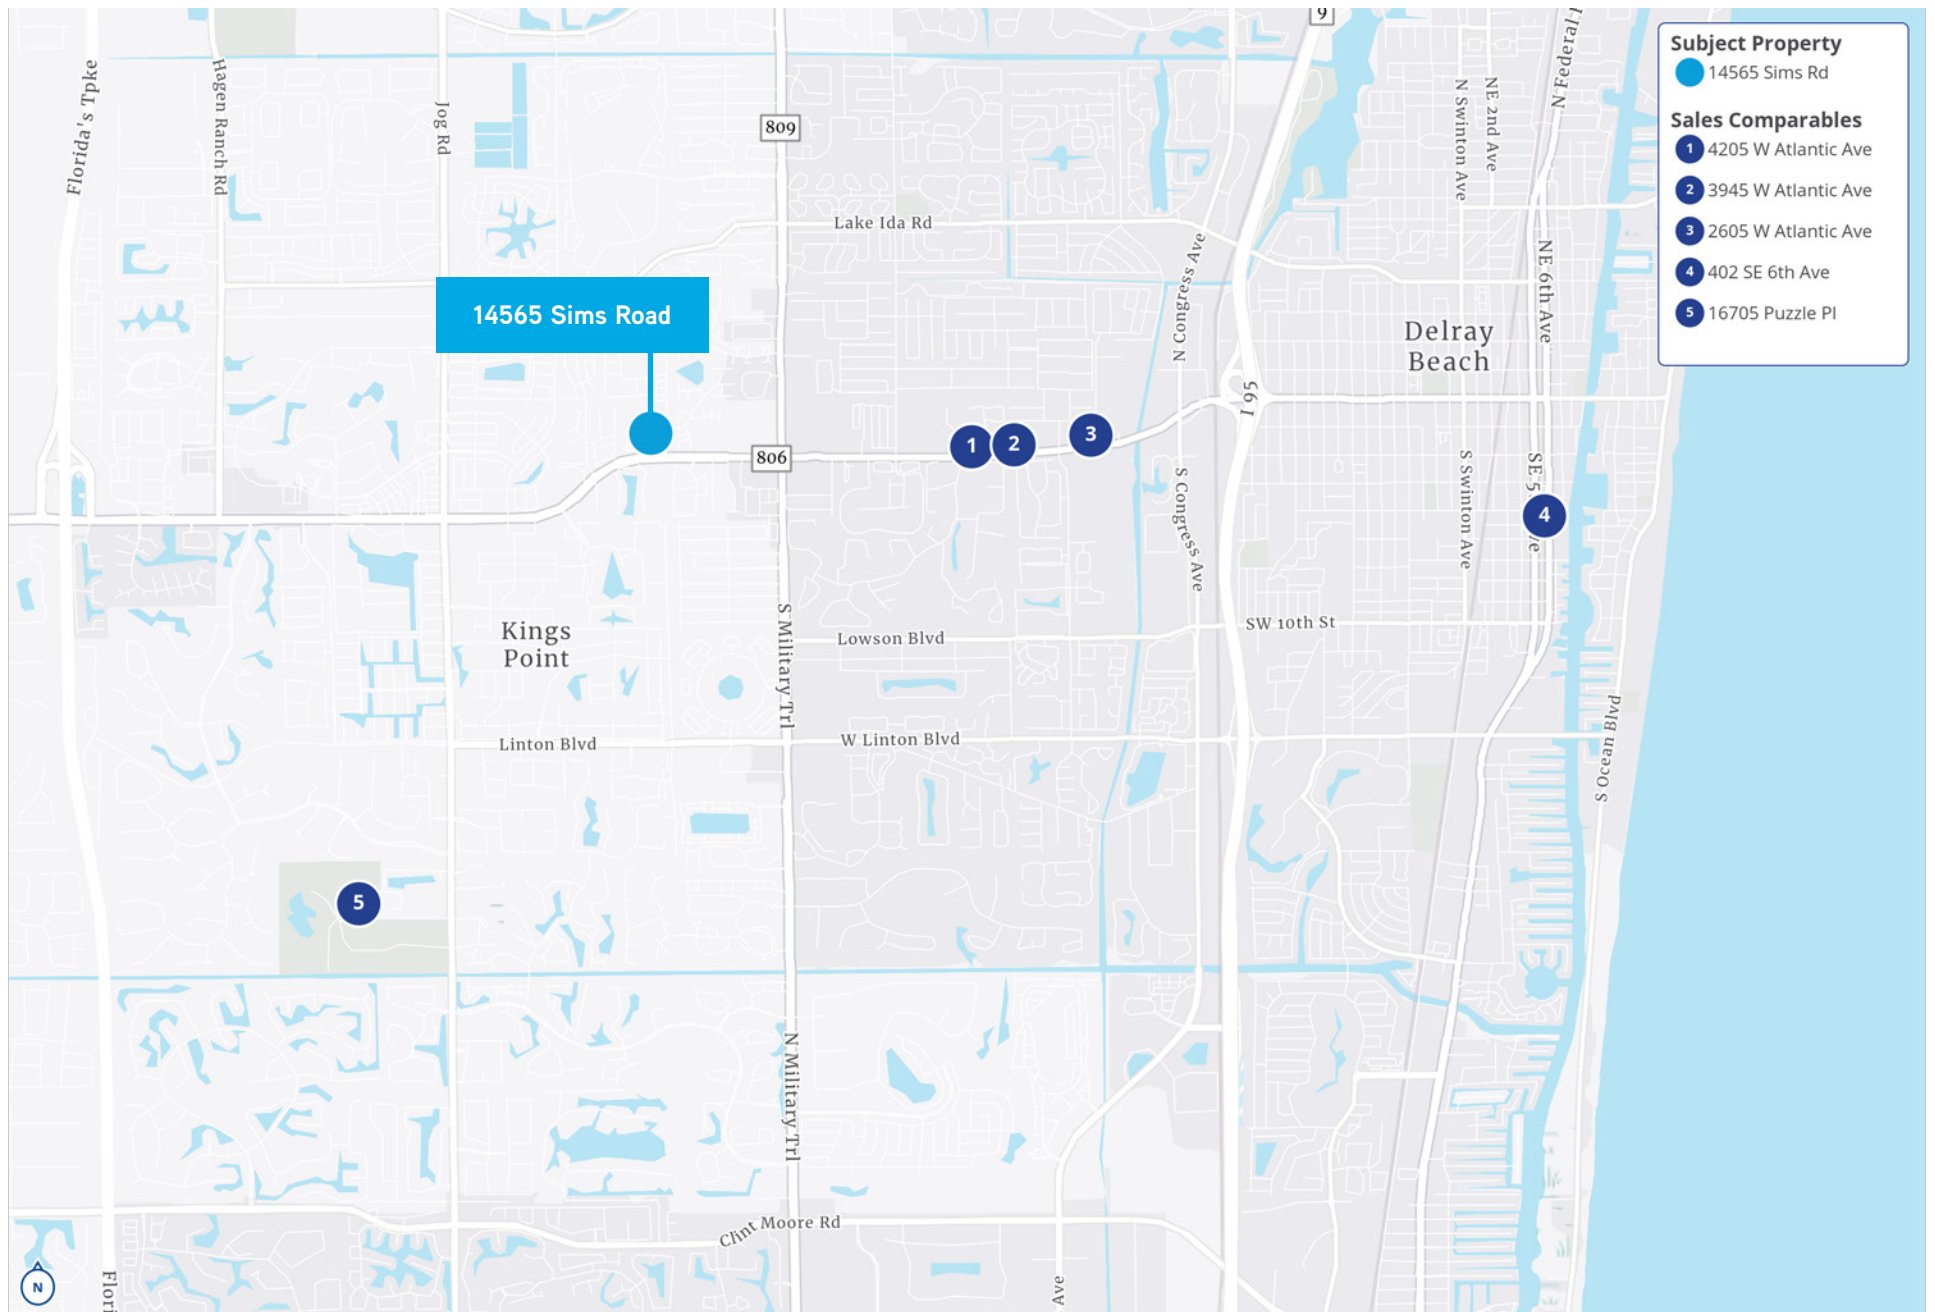 9
Subject Property
14565 Sims Rd
Sales Comparables
1 4205 W Atlantic Ave
2 3945 W Atlantic Ave
3 2605 W Atlantic Ave
4 402 SE 6th Ave
5 16705 Puzzle Pl
Florida's Tpke
Hagen Ranch Rd
Jog Rd
809
N Swinton Ave
NE 2nd Ave
N Federal
Lake Ida Rd
N Congress Ave
NE 6th Ave
14565 Sims Road
Delray
Beach
I 95
1
2
3
806
S Congress Ave
S Swinton Ave
SE 5
4
ve
Kings
Point
S Military Trl
Lowson Blvd
SW 10th St
Linton Blvd
W Linton Blvd
S Ocean Blvd
5
N Military Trl
Clint Moore Rd
N
Flori
Ave